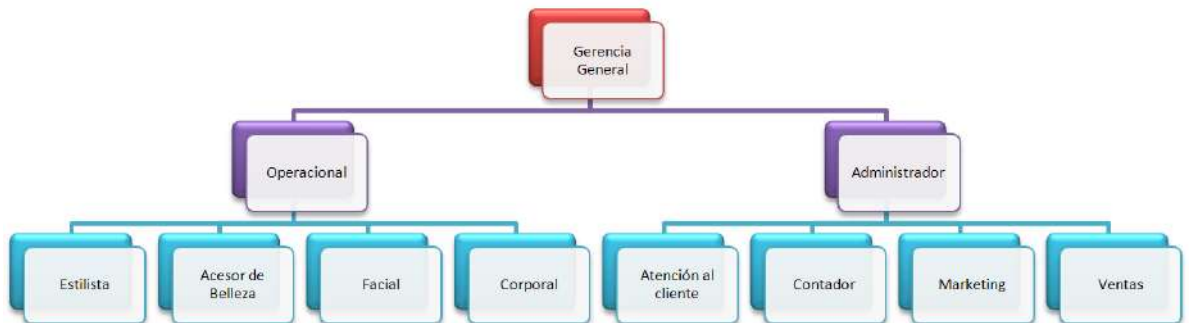 Gerencia
General
Operacional
Administrador
Estilista
Acesor de
Belleza
Facial
Corporal
Atención al
cliente
Contador
Marketing
Ventas